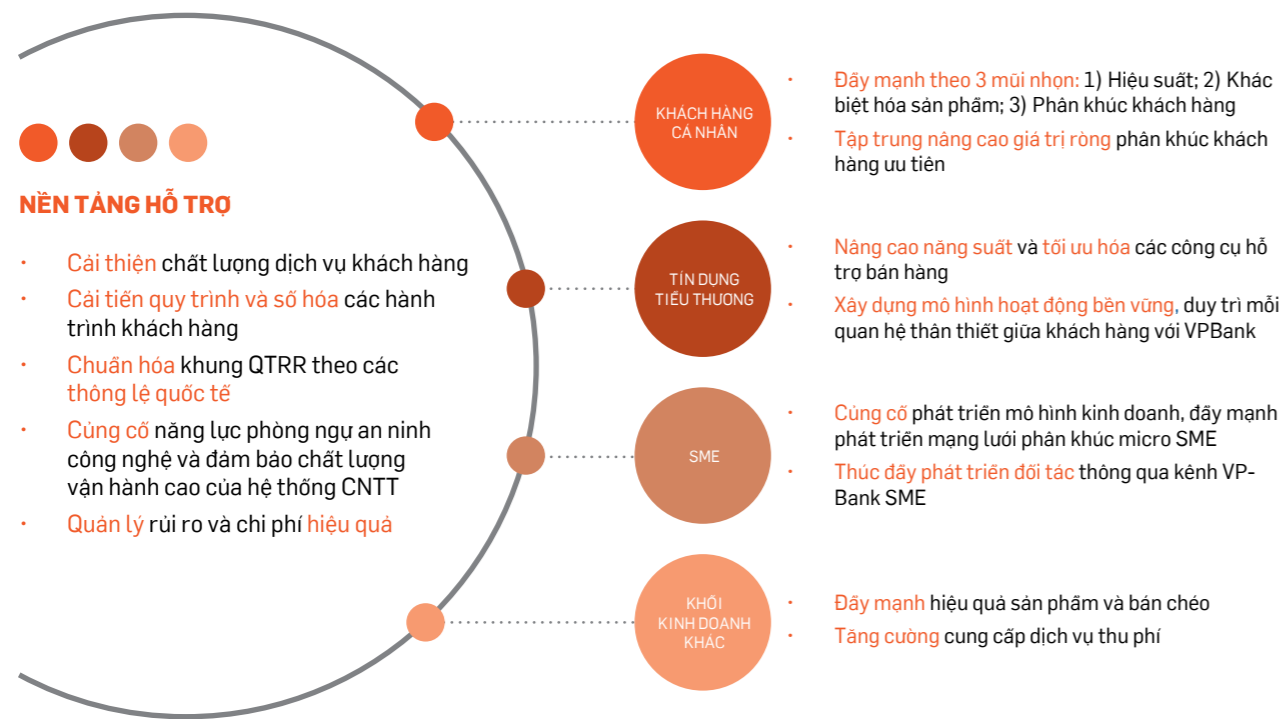 NỀN TẢNG HỖ TRỢ
• Cải thiện chất lượng dịch vụ khách hàng
• Cải tiến quy trình và số hóa các hành
trình khách hàng
• Chuẩn hóa khung QTRR theo các
thông lệ quốc tế
• Củng cố năng lực phòng ngự an ninh
công nghệ và đảm bảo chất lượng
vận hành cao của hệ thống CNTT
• Quản lý rủi ro và chi phí hiệu quả
KHÁCH HÀNG
CÁ NHÂN
• Đẩy mạnh theo 3 mũi nhọn: 1) Hiệu suất; 2) Khác
biệt hóa sản phẩm; 3) Phân khúc khách hàng
• Tập trung nâng cao giá trị ròng phân khúc khách
hàng ưu tiên
TÍN DỤNG
TIỂU THƯƠNG
• Nâng cao năng suất và tối ưu hóa các công cụ hỗ
trợ bán hàng
• Xây dựng mô hình hoạt động bền vững, duy trì mỗi
quan hệ thân thiết giữa khách hàng với VPBank
SME
• Củng cố phát triển mô hình kinh doanh, đẩy mạnh
phát triển mạng lưới phân khúc micro SME
• Thúc đẩy phát triển đối tác thông qua kênh VP-
Bank SME
KHỐI
KINH DOANH
KHÁC
• Đẩy mạnh hiệu quả sản phẩm và bán chéo
• Tăng cường cung cấp dịch vụ thu phí